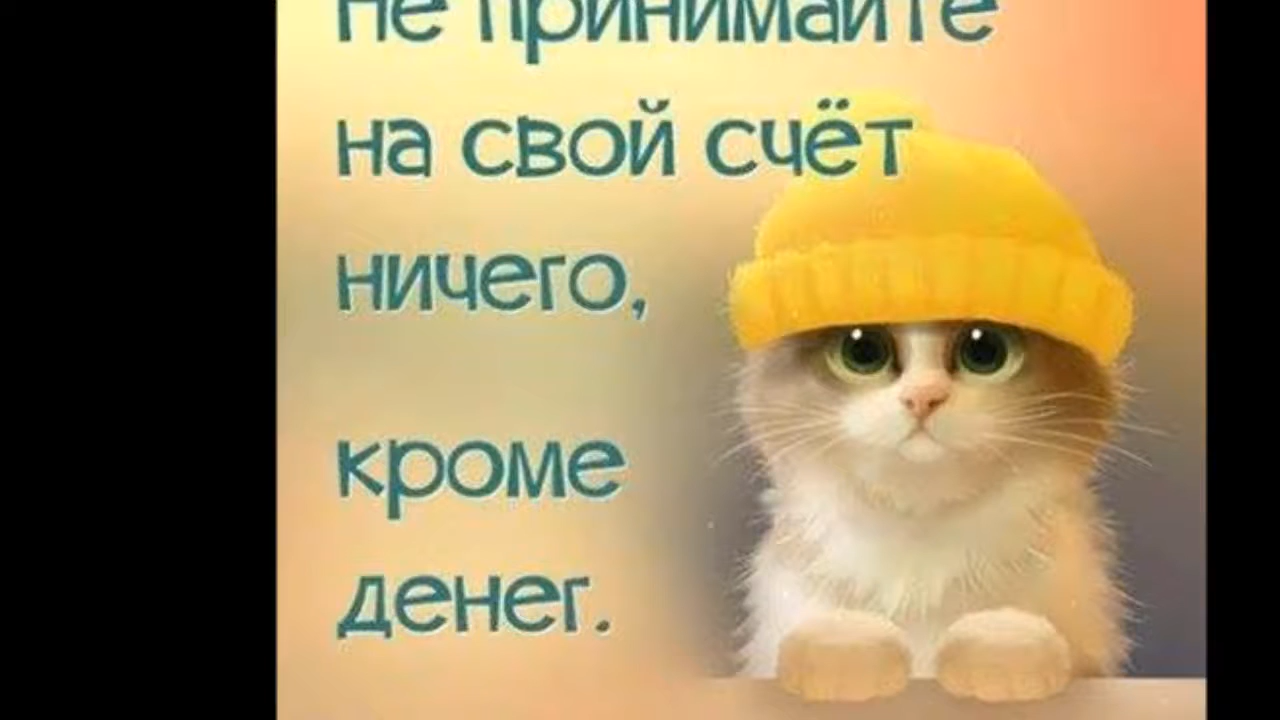 не принимайте
на свой счёт
ничего,
кроме
денег.